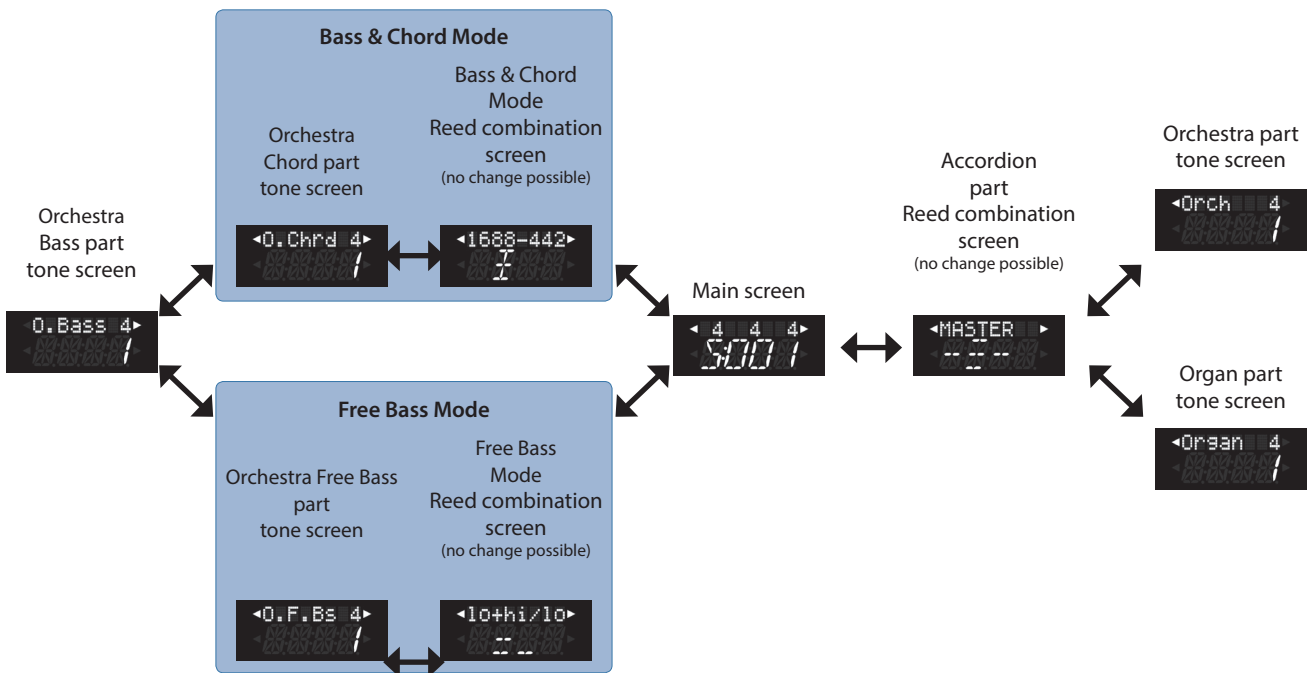 Bass & Chord Mode
Orchestra
Chord part
tone screen
◂O.Chrd 4▸
1
Bass & Chord
Mode
Reed combination
screen
(no change possible)
◂1688-442▸
Orchestra
Bass part
tone screen
O.Bass 4▸
1
Free Bass Mode
Orchestra Free Bass
part
tone screen
◂O.F.Bs 4▸
1
Free Bass
Mode
Reed combination
screen
(no change possible)
◂lo+hi/lo▸
Main screen
◂ 4 4 4▸
S:001
Accordion
part
Reed combination
screen
(no change possible)
◂MASTER ▸
Orchestra part
tone screen
◂Orch 4
1
Organ part
tone screen
◂Organ 4
1